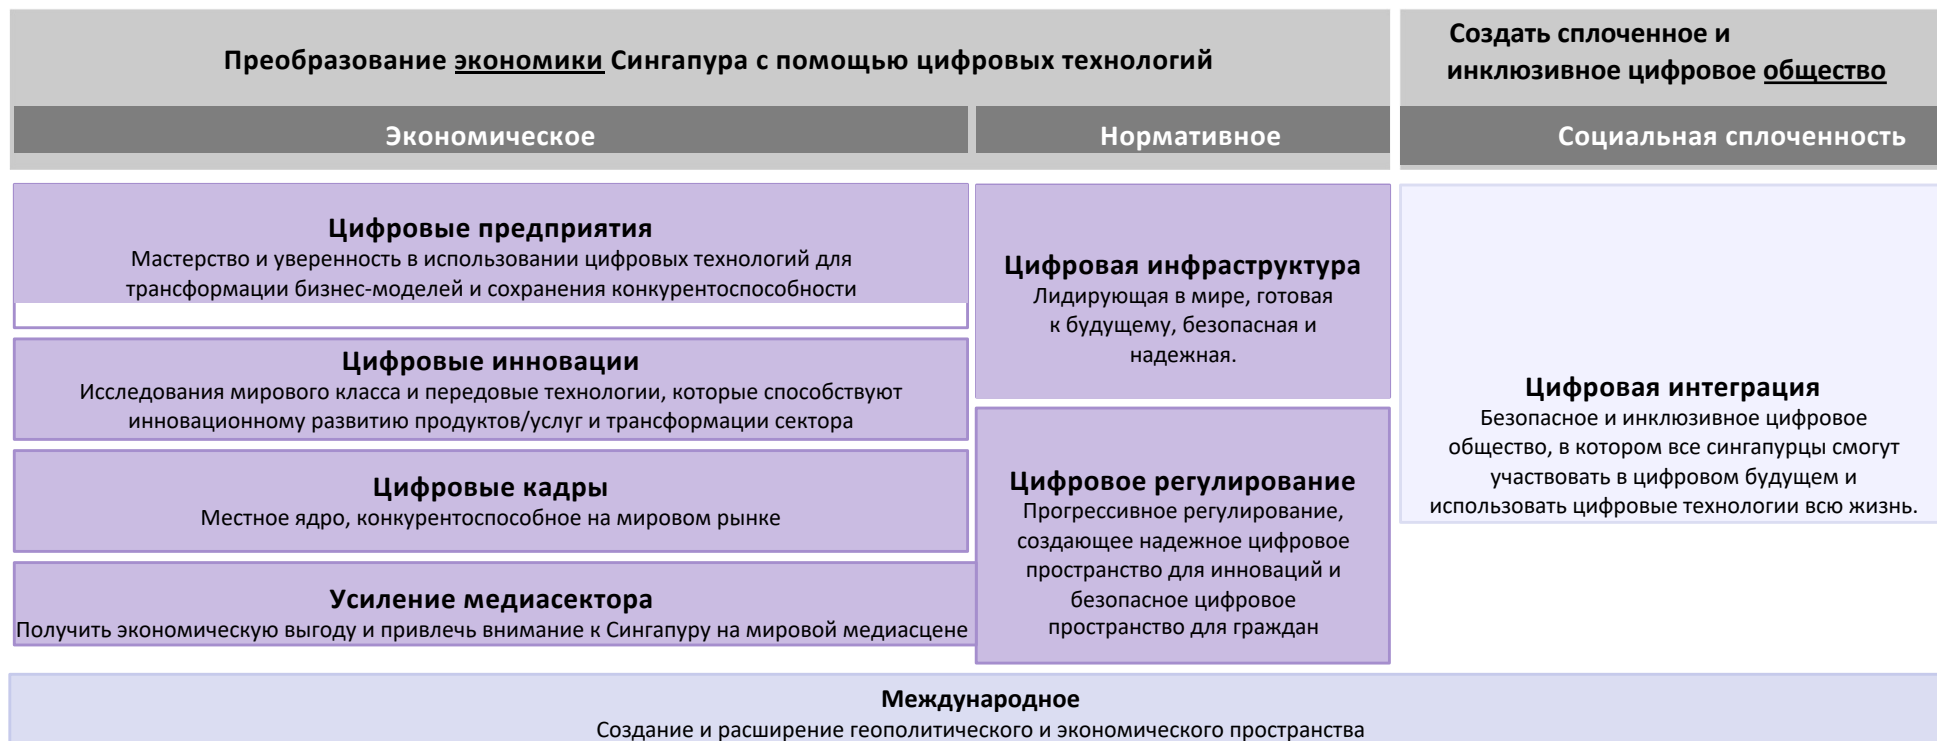 Преобразование экономики Сингапура с помощью цифровых технологий
Создать сплоченное и
инклюзивное цифровое общество
Экономическое
Нормативное
Социальная сплоченность
Цифровые предприятия
Мастерство и уверенность в использовании цифровых технологий для
трансформации бизнес-моделей и сохранения конкурентоспособности
Цифровые инновации
Исследования мирового класса и передовые технологии, которые способствуют
инновационному развитию продуктов/услуг и трансформации сектора
Цифровые кадры
Местное ядро, конкурентоспособное на мировом рынке
Усиление медиасектора
Получить экономическую выгоду и привлечь внимание к Сингапуру на мировой медиасцене
Цифровая инфраструктура
Лидирующая в мире, готовая
к будущему, безопасная и
надежная.
Цифровое регулирование
Прогрессивное регулирование,
создающее надежное цифровое
пространство для инноваций и
безопасное цифровое
пространство для граждан
Цифровая интеграция
Безопасное и инклюзивное цифровое
общество, в котором все сингапурцы смогут
участвовать в цифровом будущем и
использовать цифровые технологии всю жизнь.
Международное
Создание и расширение геополитического и экономического пространства